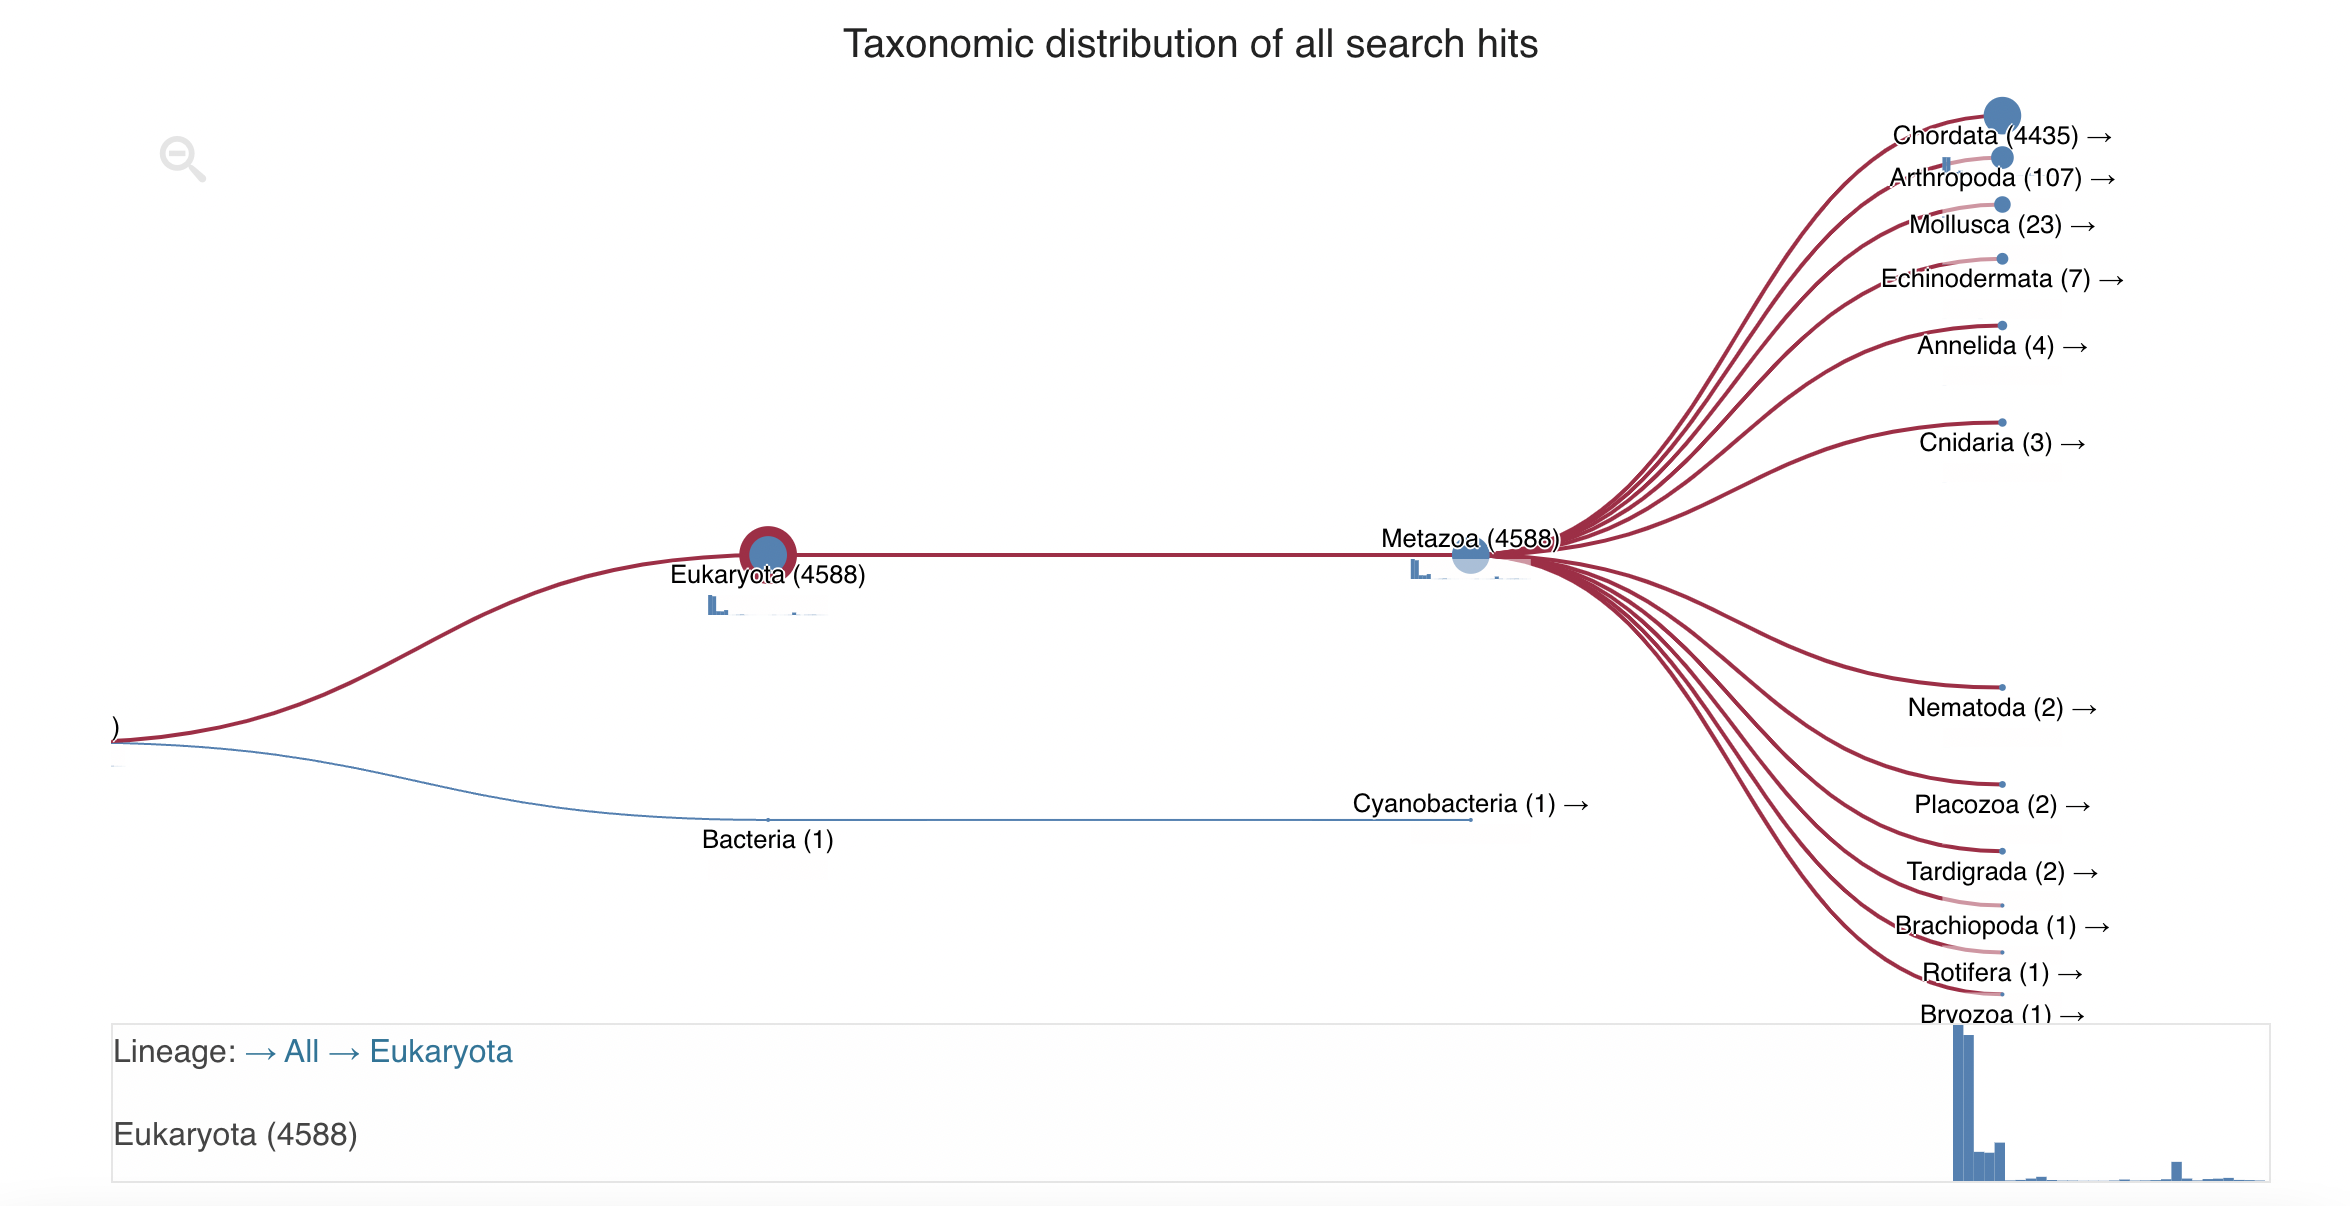 Taxonomic distribution of all search hits
Chordata (4435) →
Arthropoda (107) →
Mollusca (23) →
Echinodermata (7) →
Annelida (4) →
Cnidaria (3) →
Metazoa (4588)
Eukaryota (4588)
Nematoda (2) →
)
Placozoa (2) →
Cyanobacteria (1) →
Bacteria (1)
Tardigrada (2) →
Brachiopoda (1) →
Rotifera (1) →
Bryozoa (1) →
Lineage: → All → Eukaryota
Eukaryota (4588)